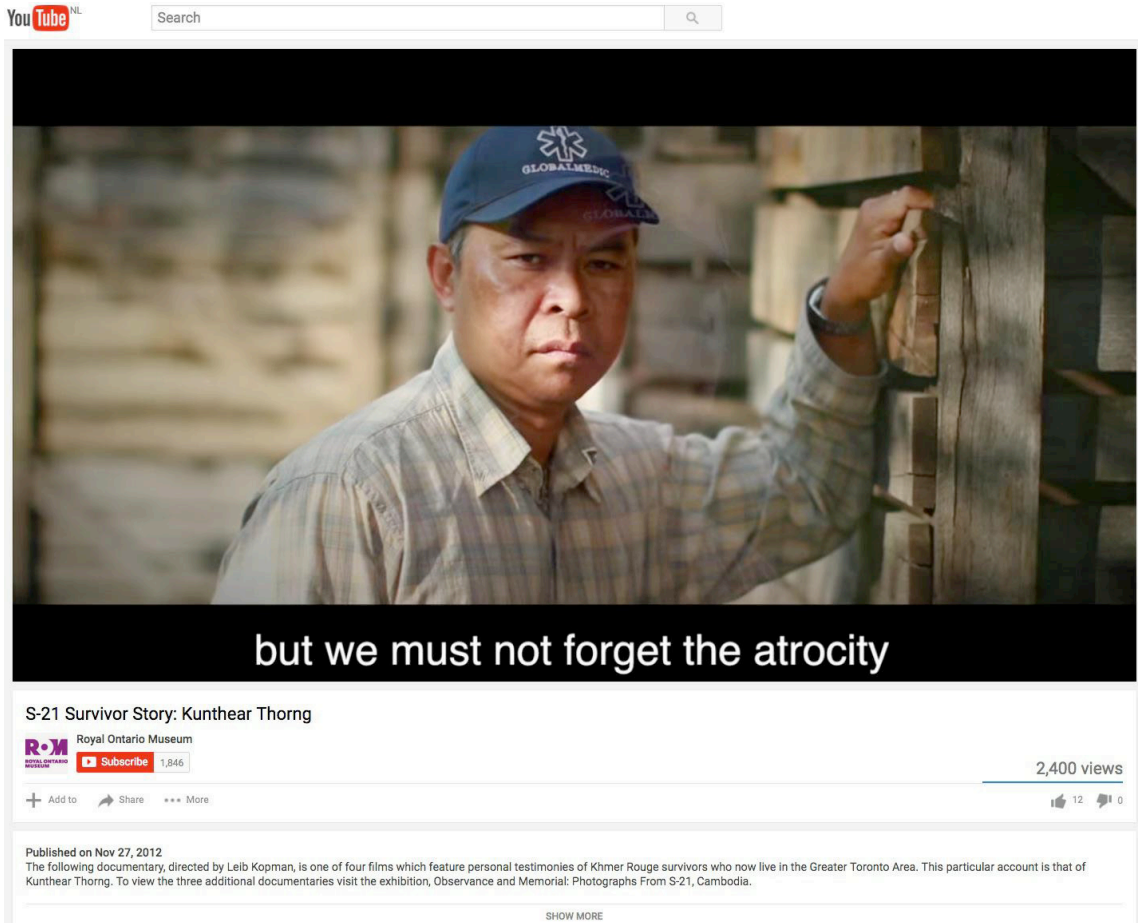 YouTube NL
Search
GLOBALMEDIC
but we must not forget the atrocity
S-21 Survivor Story: Kunthear Thorng
ROM
ROYAL ONTARIO
MUSEUM
Royal Ontario Museum
Subscribe 1,846
2,400 views
Add to Share More
12 0
Published on Nov 27, 2012
The following documentary, directed by Leib Kopman, is one of four films which feature personal testimonies of Khmer Rouge survivors who now live in the Greater Toronto Area. This particular account is that of
Kunthear Thorng. To view the three additional documentaries visit the exhibition, Observance and Memorial: Photographs From S-21, Cambodia.
SHOW MORE